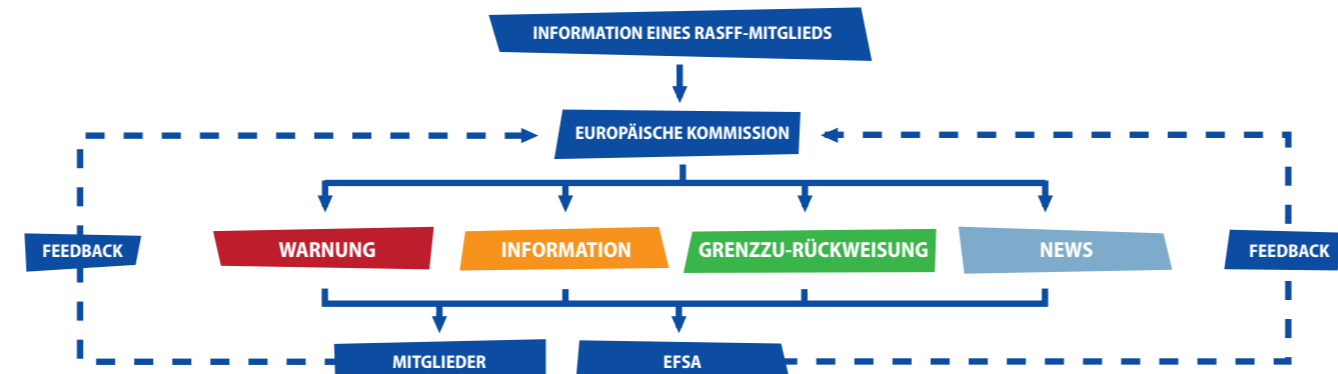 INFORMATION EINES RASFF-MITGLIEDS
EUROPÄISCHE KOMMISSION
FEEDBACK
WARNUNG
INFORMATION
GRENZZU-RÜCKWEISUNG
NEWS
FEEDBACK
MITGLIEDER
EFSA